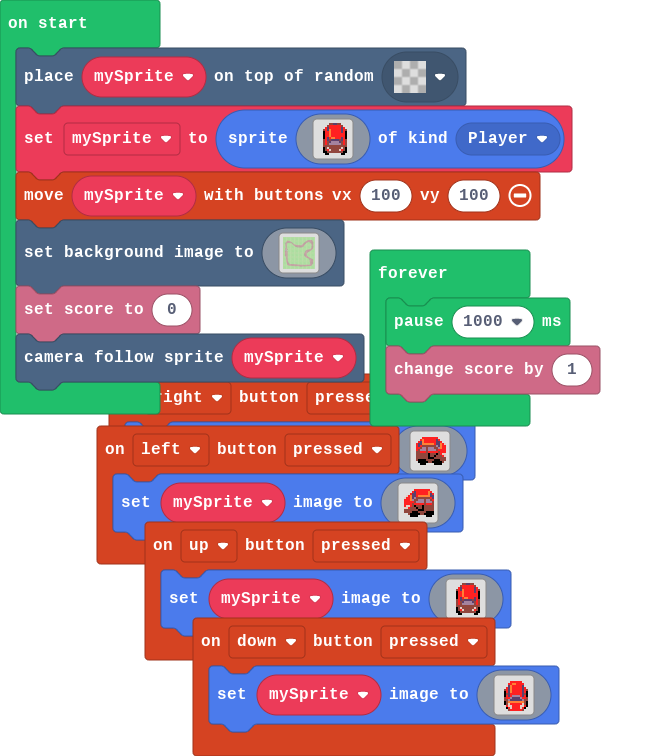 on start
place mySprite on top of random
set mySprite to sprite of kind Player
move mySprite with buttons vx 100 vy 100
set background image to
set score to 0
camera follow sprite mySprite
forever
pause 1000 ms
change score by 1
button
on left button pressed
set mySprite image to
on up button pressed
set mySprite image to
on down button pressed
set mySprite image to